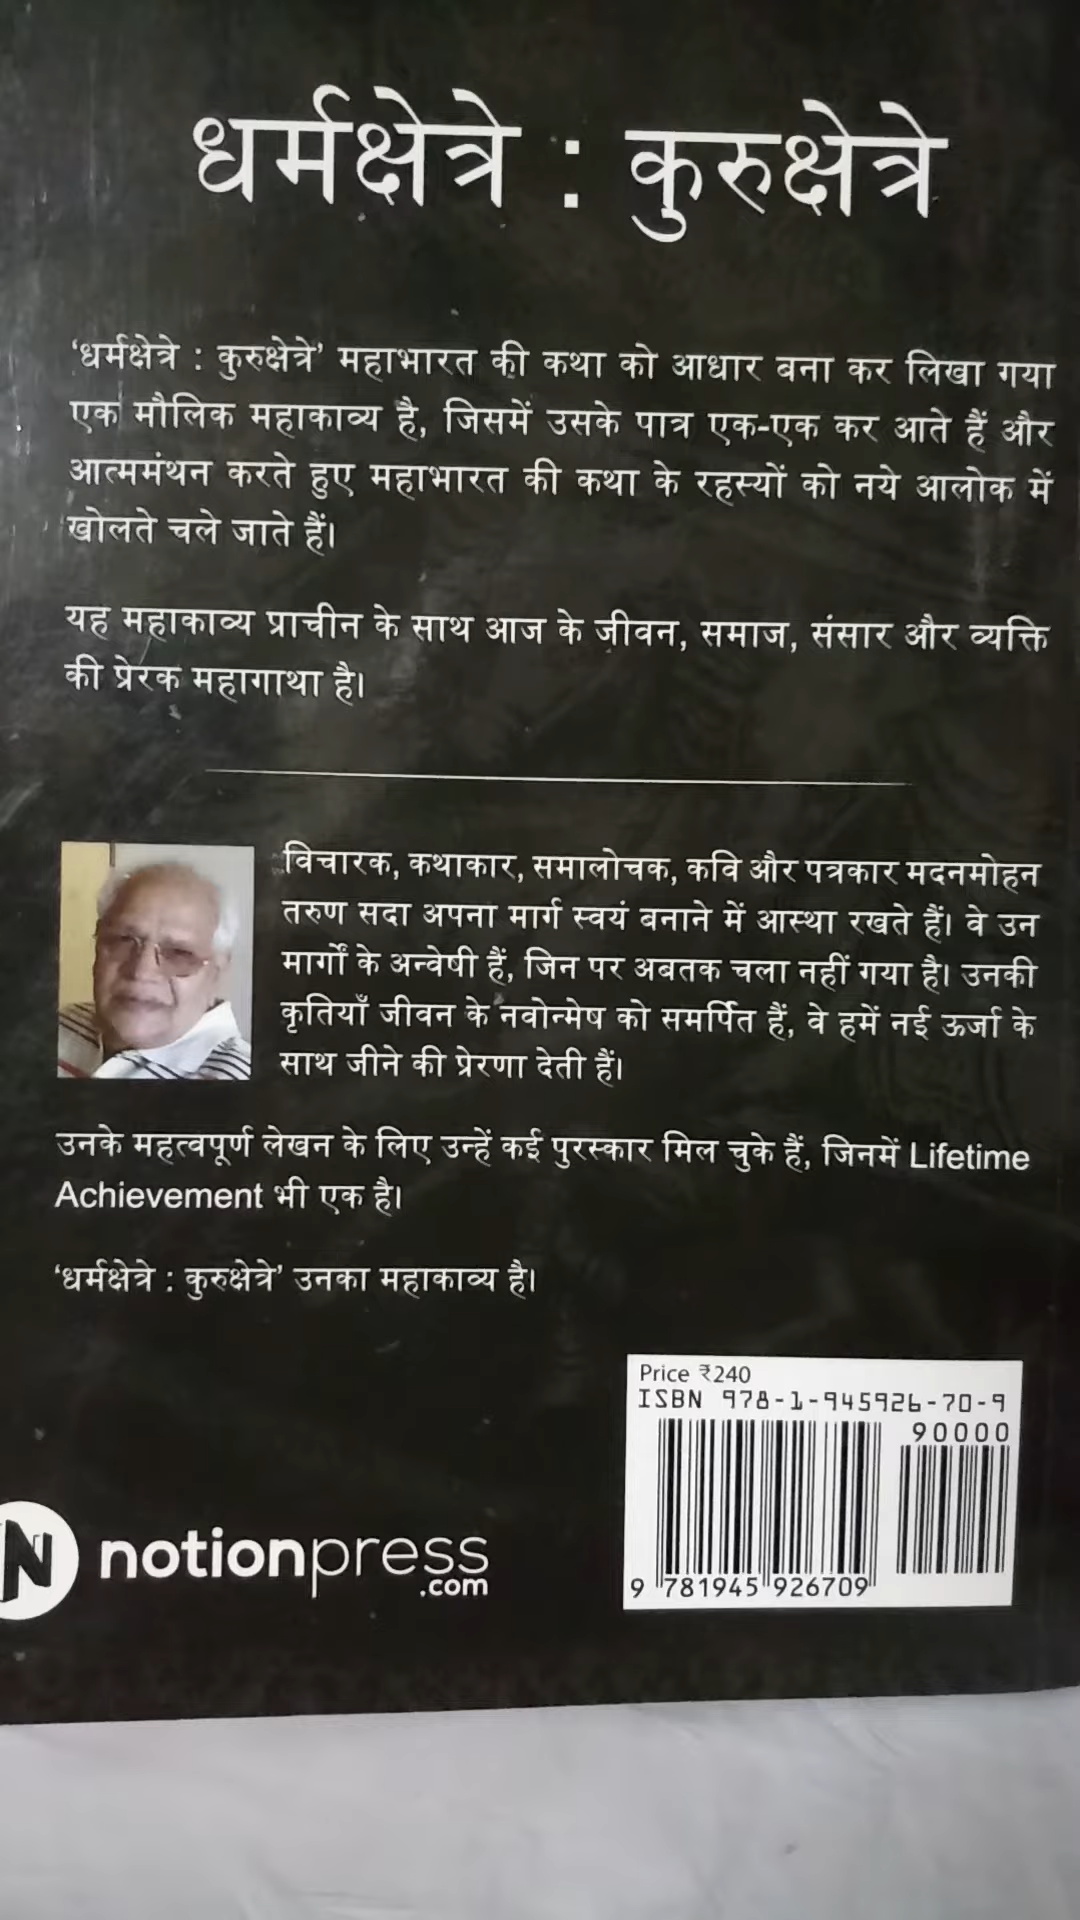 धर्मक्षेत्रे : कुरुक्षेत्रे
‘धर्मक्षेत्रे : कुरुक्षेत्रे’ महाभारत की कथा को आधार बना कर लिखा गया
एक मौलिक महाकाव्य है, जिसमें उसके पात्र एक-एक कर आते हैं और
आत्ममंथन करते हुए महाभारत की कथा के रहस्यों को नये आलोक में
खोलते चले जाते हैं।
यह महाकाव्य प्राचीन के साथ आज के जीवन, समाज, संसार और व्यक्ति
की प्रेरक महागाथा है।
विचारक, कथाकार, समालोचक, कवि और पत्रकार मदनमोहन
तरुण सदा अपना मार्ग स्वयं बनाने में आस्था रखते हैं। वे उन
मार्गों के अन्वेषी हैं, जिन पर अबतक चला नहीं गया है। उनकी
कृतियाँ जीवन के नवोन्मेष को समर्पित हैं, वे हमें नई ऊर्जा के
साथ जीने की प्रेरणा देती हैं।
उनके महत्वपूर्ण लेखन के लिए उन्हें कई पुरस्कार मिल चुके हैं, जिनमें Lifetime
Achievement भी एक है।
‘धर्मक्षेत्रे : कुरुक्षेत्रे’ उनका महाकाव्य है।
Price ₹240
ISBN 978-1-945926-70-9
90000
9 781945 926709
N notionpress
.com